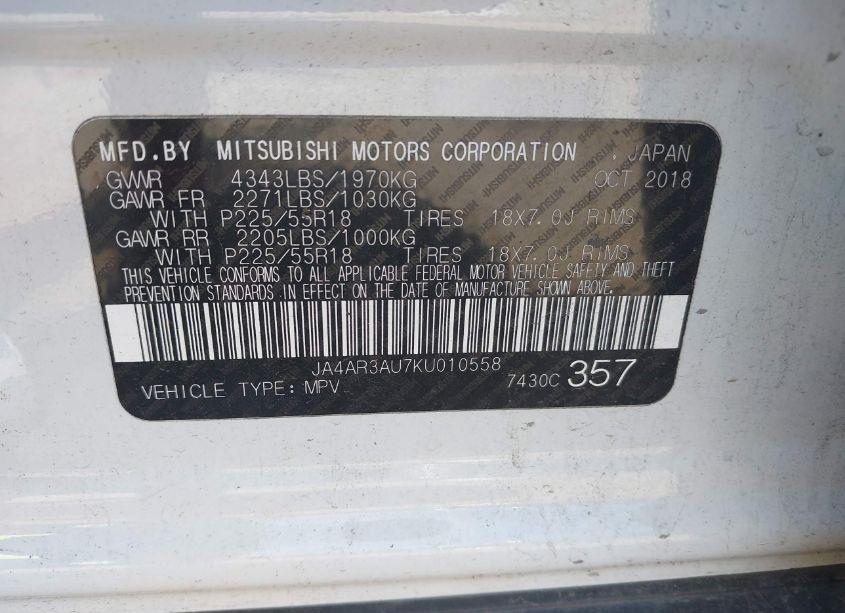 MFD.BY MITSUBISHI MOTORS CORPORATION . JAPAN
GVWR 4343LBS/1970KG OCT 2018
GAWR FR 2271LBS/1030KG
WITH P225/55R18 TIRES 18X7.0J RIMS
GAWR RR 2205LBS/1000KG
WITH P225/55R18 TIRES 18X7.0J RIMS
THIS VEHICLE CONFORMS TO ALL APPLICABLE FEDERAL MOTOR VEHICLE SAFETY AND THEFT
PREVENTION STANDARDS IN EFFECT ON THE DATE OF MANUFACTURE SHOWN ABOVE.
JA4AR3AU7KU010558
VEHICLE TYPE: MPV 7430C 357